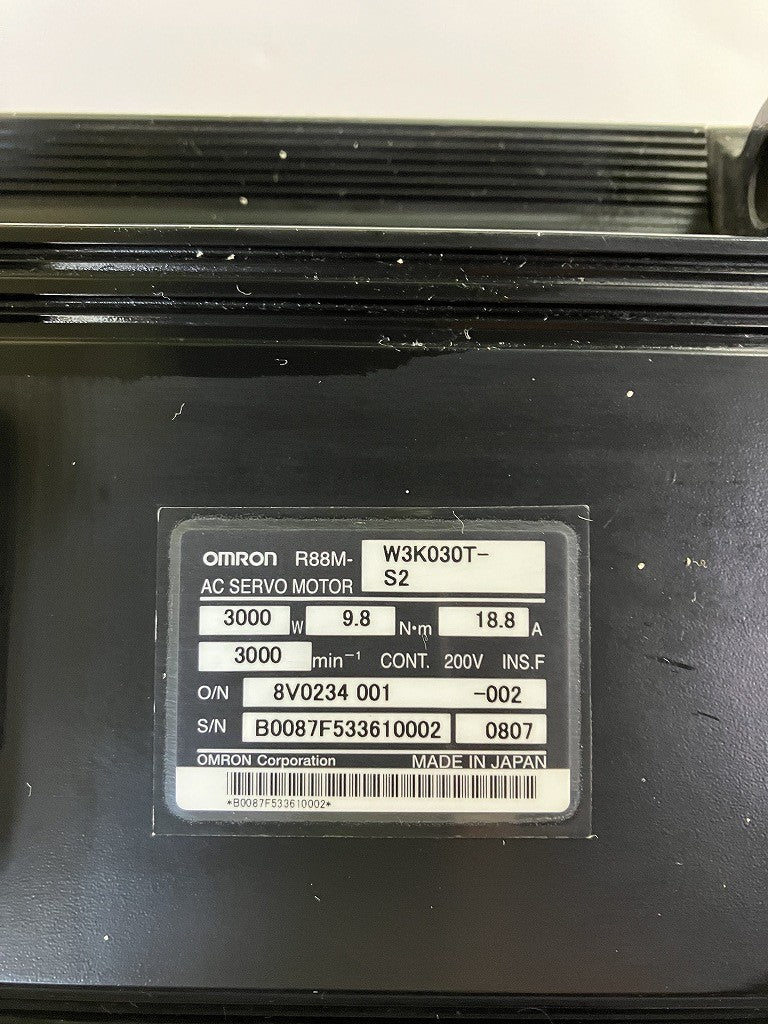 OMRON R88M- W3K030T-
AC SERVO MOTOR S2
3000 W 9.8 N·m 18.8 A
3000 min⁻¹ CONT. 200V INS.F
O/N 8V0234 001 -002
S/N B0087F533610002 0807
OMRON Corporation MADE IN JAPAN
*B0087F533610002*